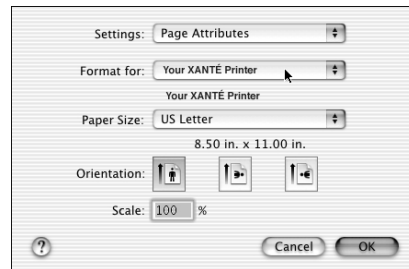 Settings: Page Attributes
Format for: Your XANTÉ Printer
Your XANTÉ Printer
Paper Size: US Letter
8.50 in. x 11.00 in.
Orientation:
Scale: 100 %
? Cancel OK